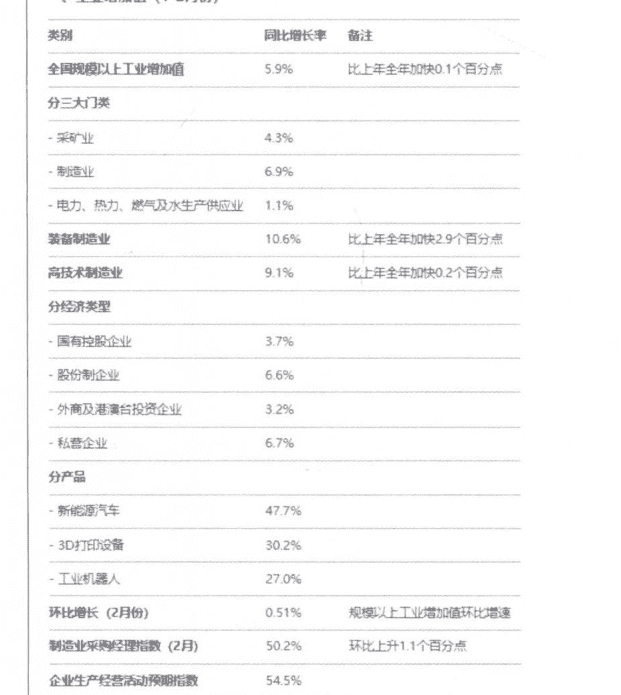 类别 同比增长率 备注
全国规模以上工业增加值 5.9% 比上年全年加快0.1个百分点
分三大门类
- 采矿业 4.3%
- 制造业 6.9%
- 电力、热力、燃气及水生产供应业 1.1%
装备制造业 10.6% 比上年全年加快2.9个百分点
高技术制造业 9.1% 比上年全年加快0.2个百分点
分经济类型
- 国有控股企业 3.7%
- 股份制企业 6.6%
- 外商及港澳台投资企业 3.2%
- 私营企业 6.7%
分产品
- 新能源汽车 47.7%
- 3D打印设备 30.2%
- 工业机器人 27.0%
环比增长（2月份） 0.51% 规模以上工业增加值环比增速
制造业采购经理指数（2月） 50.2% 环比上升1.1个百分点
企业生产经营活动预期指数 54.5%